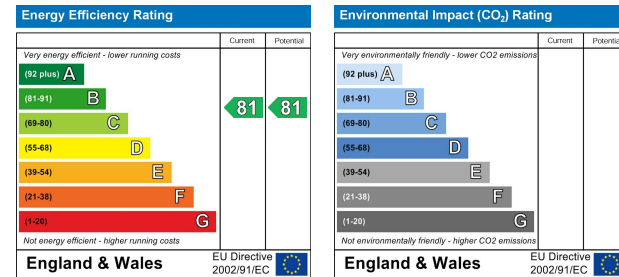 Energy Efficiency Rating
Current Potential
Very energy efficient - lower running costs
(92 plus) A
(81-91) B
(69-80) C
(55-68) D
(39-54) E
(21-38) F
(1-20) G
81 81
Not energy efficient - higher running costs
England & Wales
EU Directive
2002/91/EC
Environmental Impact (CO₂) Rating
Current Potentia
Very environmentally friendly - lower CO2 emissions
(92 plus) A
(81-91) B
(69-80) C
(55-68) D
(39-54) E
(21-38) F
(1-20) G
Not environmentally friendly - higher CO2 emissions
England & Wales
EU Directive
2002/91/EC